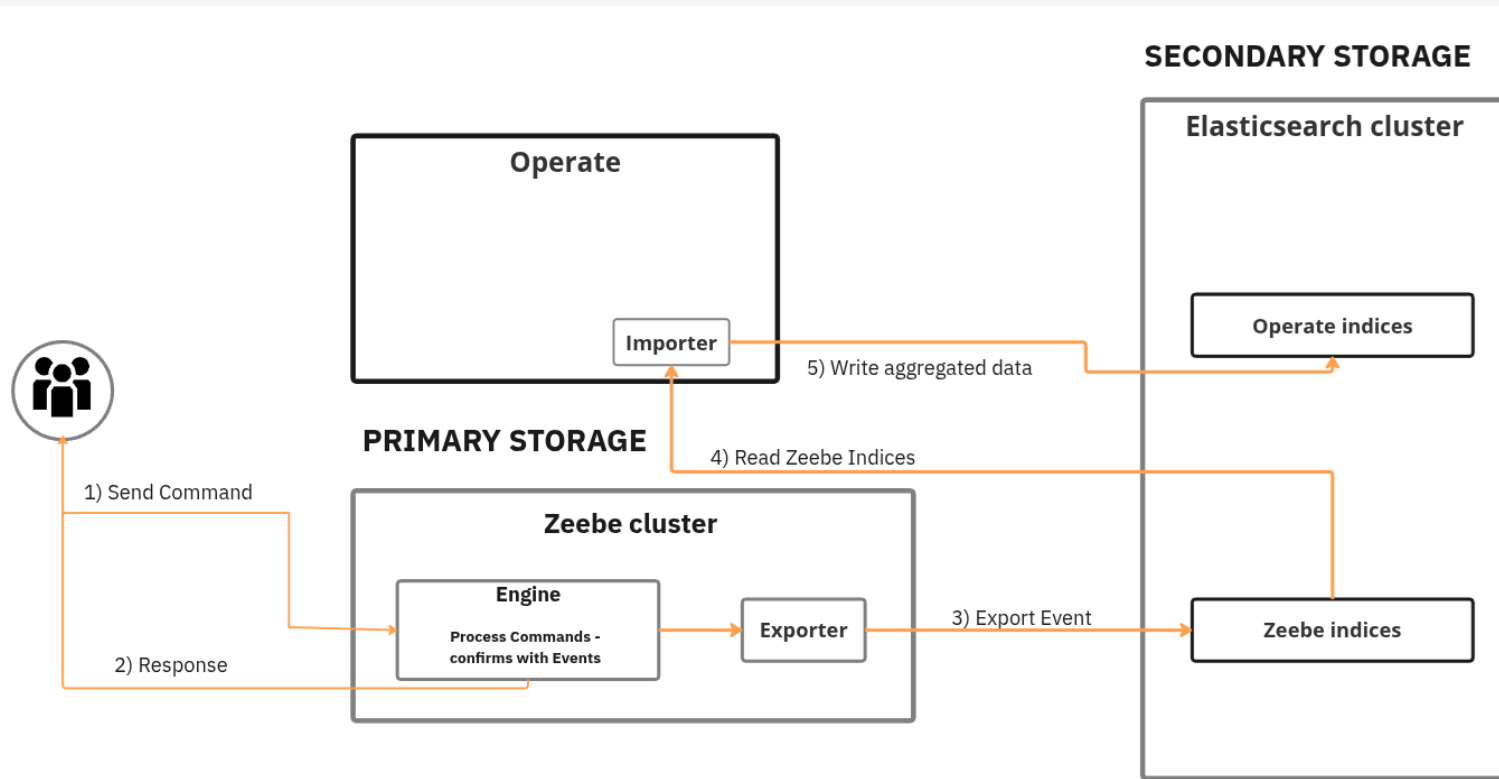 SECONDARY STORAGE
Elasticsearch cluster
Operate
Operate indices
Importer
5) Write aggregated data
PRIMARY STORAGE
4) Read Zeebe Indices
1) Send Command
Zeebe cluster
Engine
Process Commands -
confirms with Events
Exporter
3) Export Event
Zeebe indices
2) Response